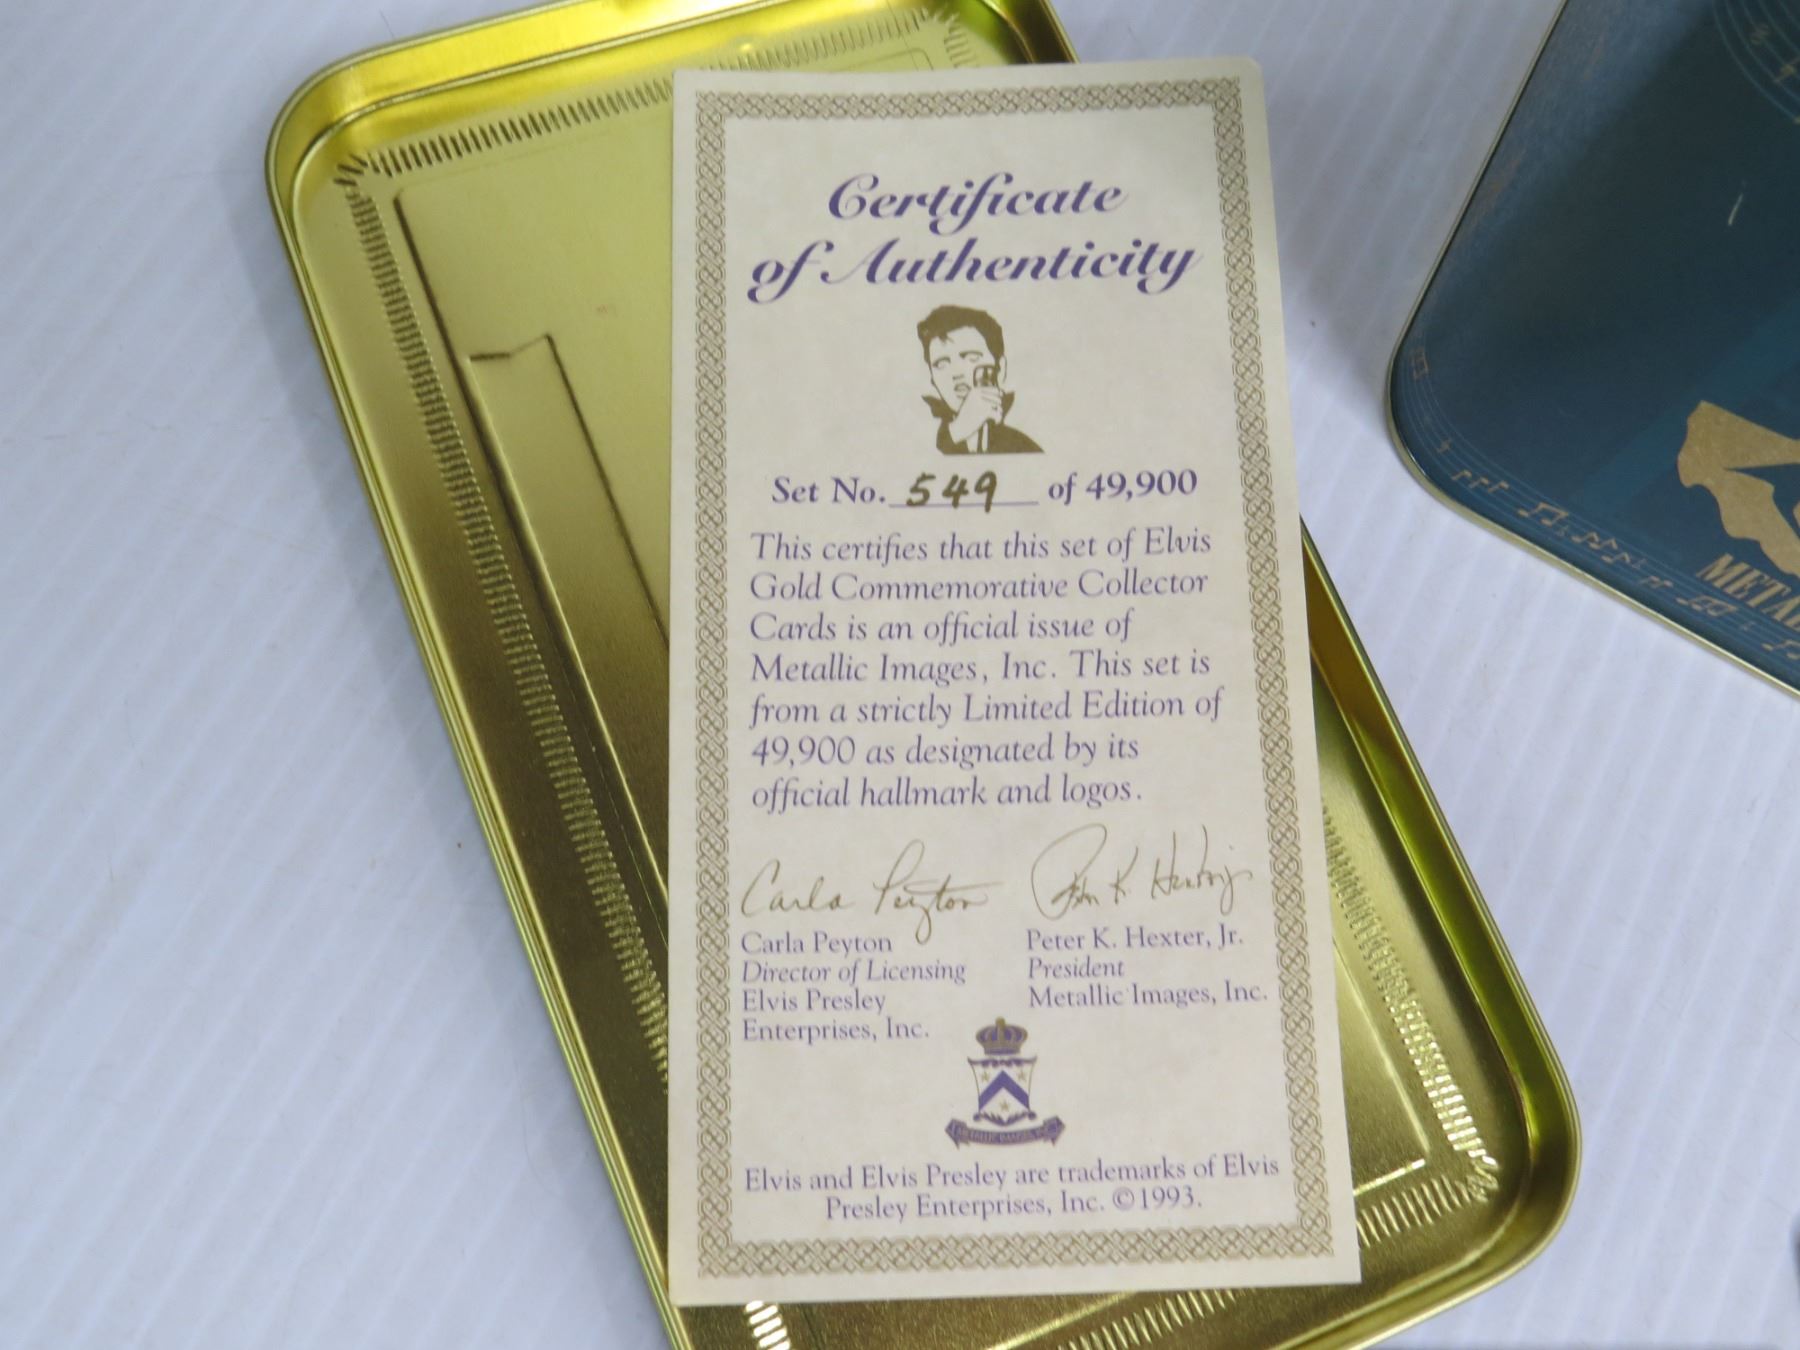 Certificate
of Authenticity
Set No. 549 of 49,900
This certifies that this set of Elvis
Gold Commemorative Collector
Cards is an official issue of
Metallic Images, Inc. This set is
from a strictly Limited Edition of
49,900 as designated by its
official hallmark and logos.
Carla Peyton
Carla Peyton
Director of Licensing
Elvis Presley
Enterprises, Inc.
Peter K. Hexter, Jr.
President
Metallic Images, Inc.
METALLIC IMAGES, INC.
Elvis and Elvis Presley are trademarks of Elvis
Presley Enterprises, Inc. ©1993.